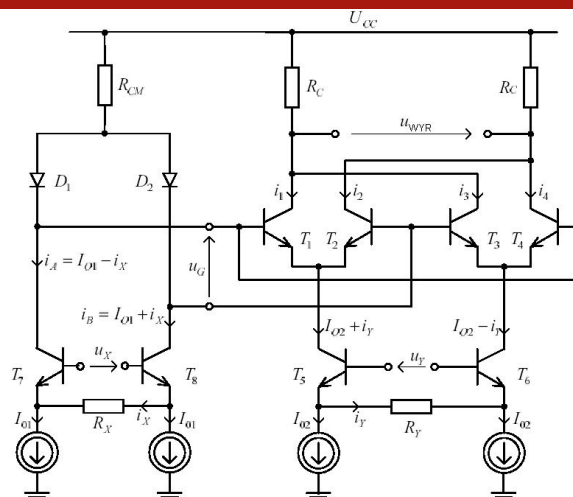 U_CC
R_CM R_C R_C
u_WYR
D_1 D_2 i_1 i_2 i_3 i_4
T_1 T_2 T_3 T_4
i_A = I_O1 − i_X u_G
i_B = I_O1 + i_X I_O2 + i_Y I_O2 − i_Y
T_7 u_X T_8 T_5 u_Y T_6
I_01 R_X i_X I_01 I_02 i_Y R_Y I_02